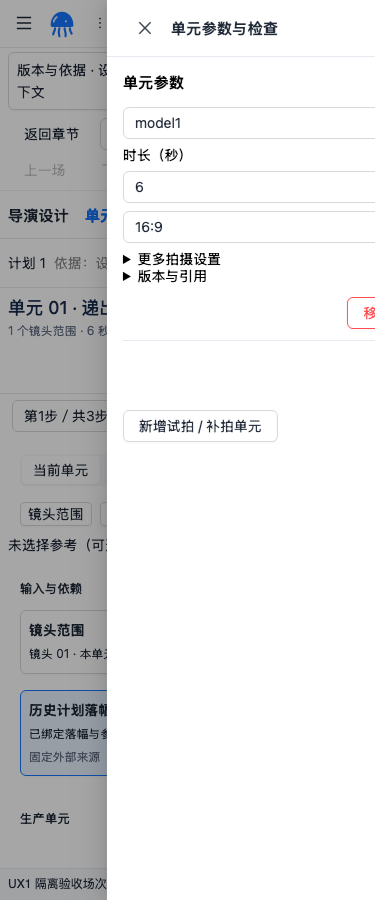 单元参数与检查
单元参数
model1
时长（秒）
6
16:9
更多拍摄设置
版本与引用
移
新增试拍 / 补拍单元
版本与依据 · 设
下文
返回章节
上一场
导演设计 单元
计划 1 依据：设
单元 01 · 递出
1 个镜头范围 · 6 秒
第1步 / 共3步
当前单元
镜头范围
未选择参考（可
输入与依赖
镜头范围
镜头 01 · 本单元
历史计划落幅
已绑定落幅与参
固定外部来源
生产单元
UX1 隔离验收场次